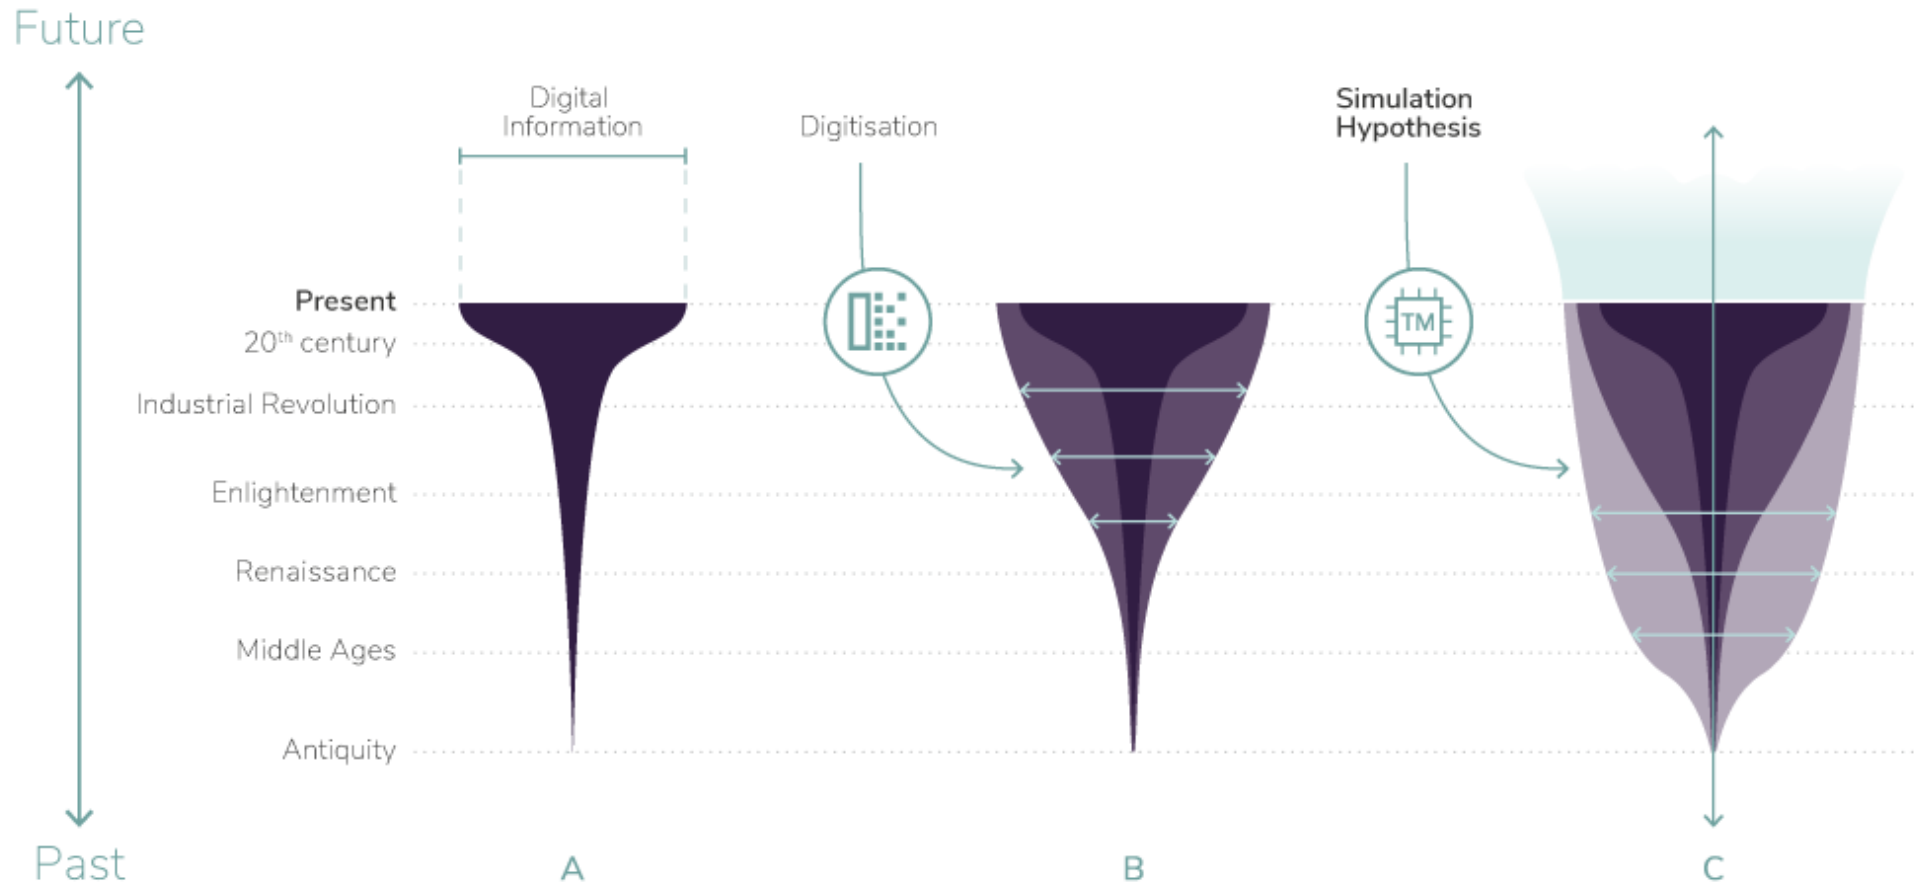 Future
Digital
Information
Digitisation
Simulation
Hypothesis
Present
20th century
TM
Industrial Revolution
Enlightenment
Renaissance
Middle Ages
Antiquity
Past
A
B
C